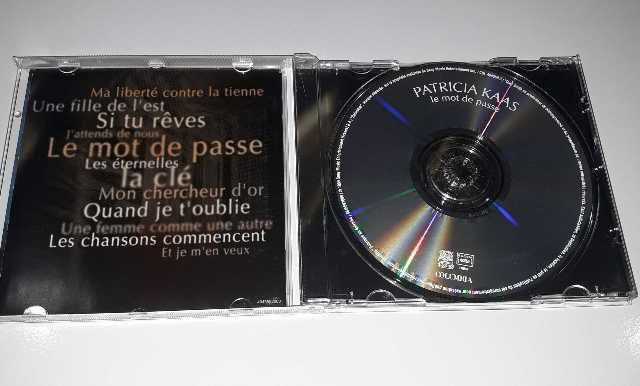 Ma liberté contre la tienne
Une fille de l'est
Si tu rêves
J'attends de nous
Le mot de passe
Les éternelles
la clé
Mon chercheur d'or
Quand je t'oublie
Une femme comme une autre
Les chansons commencent
Et je m'en veux
PATRICIA KAAS
le mot de passe
COLUMBIA